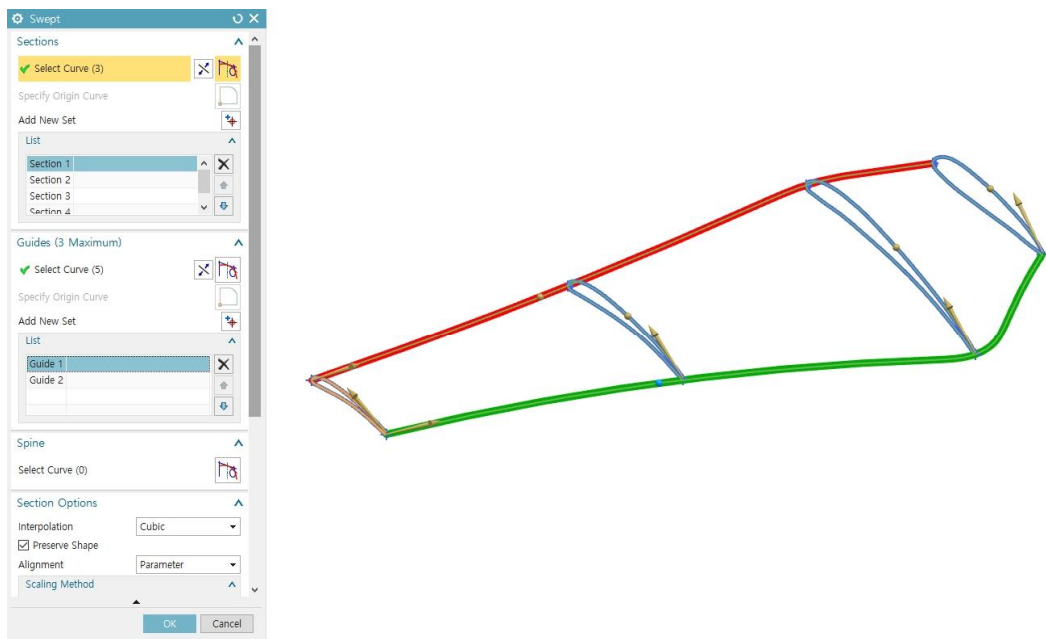 Swept
Sections
Select Curve (3)
Specify Origin Curve
Add New Set
List
Section 1
Section 2
Section 3
Section 4
Guides (3 Maximum)
Select Curve (5)
Specify Origin Curve
Add New Set
List
Guide 1
Guide 2
Spine
Select Curve (0)
Section Options
Interpolation Cubic
Preserve Shape
Alignment Parameter
Scaling Method
OK Cancel